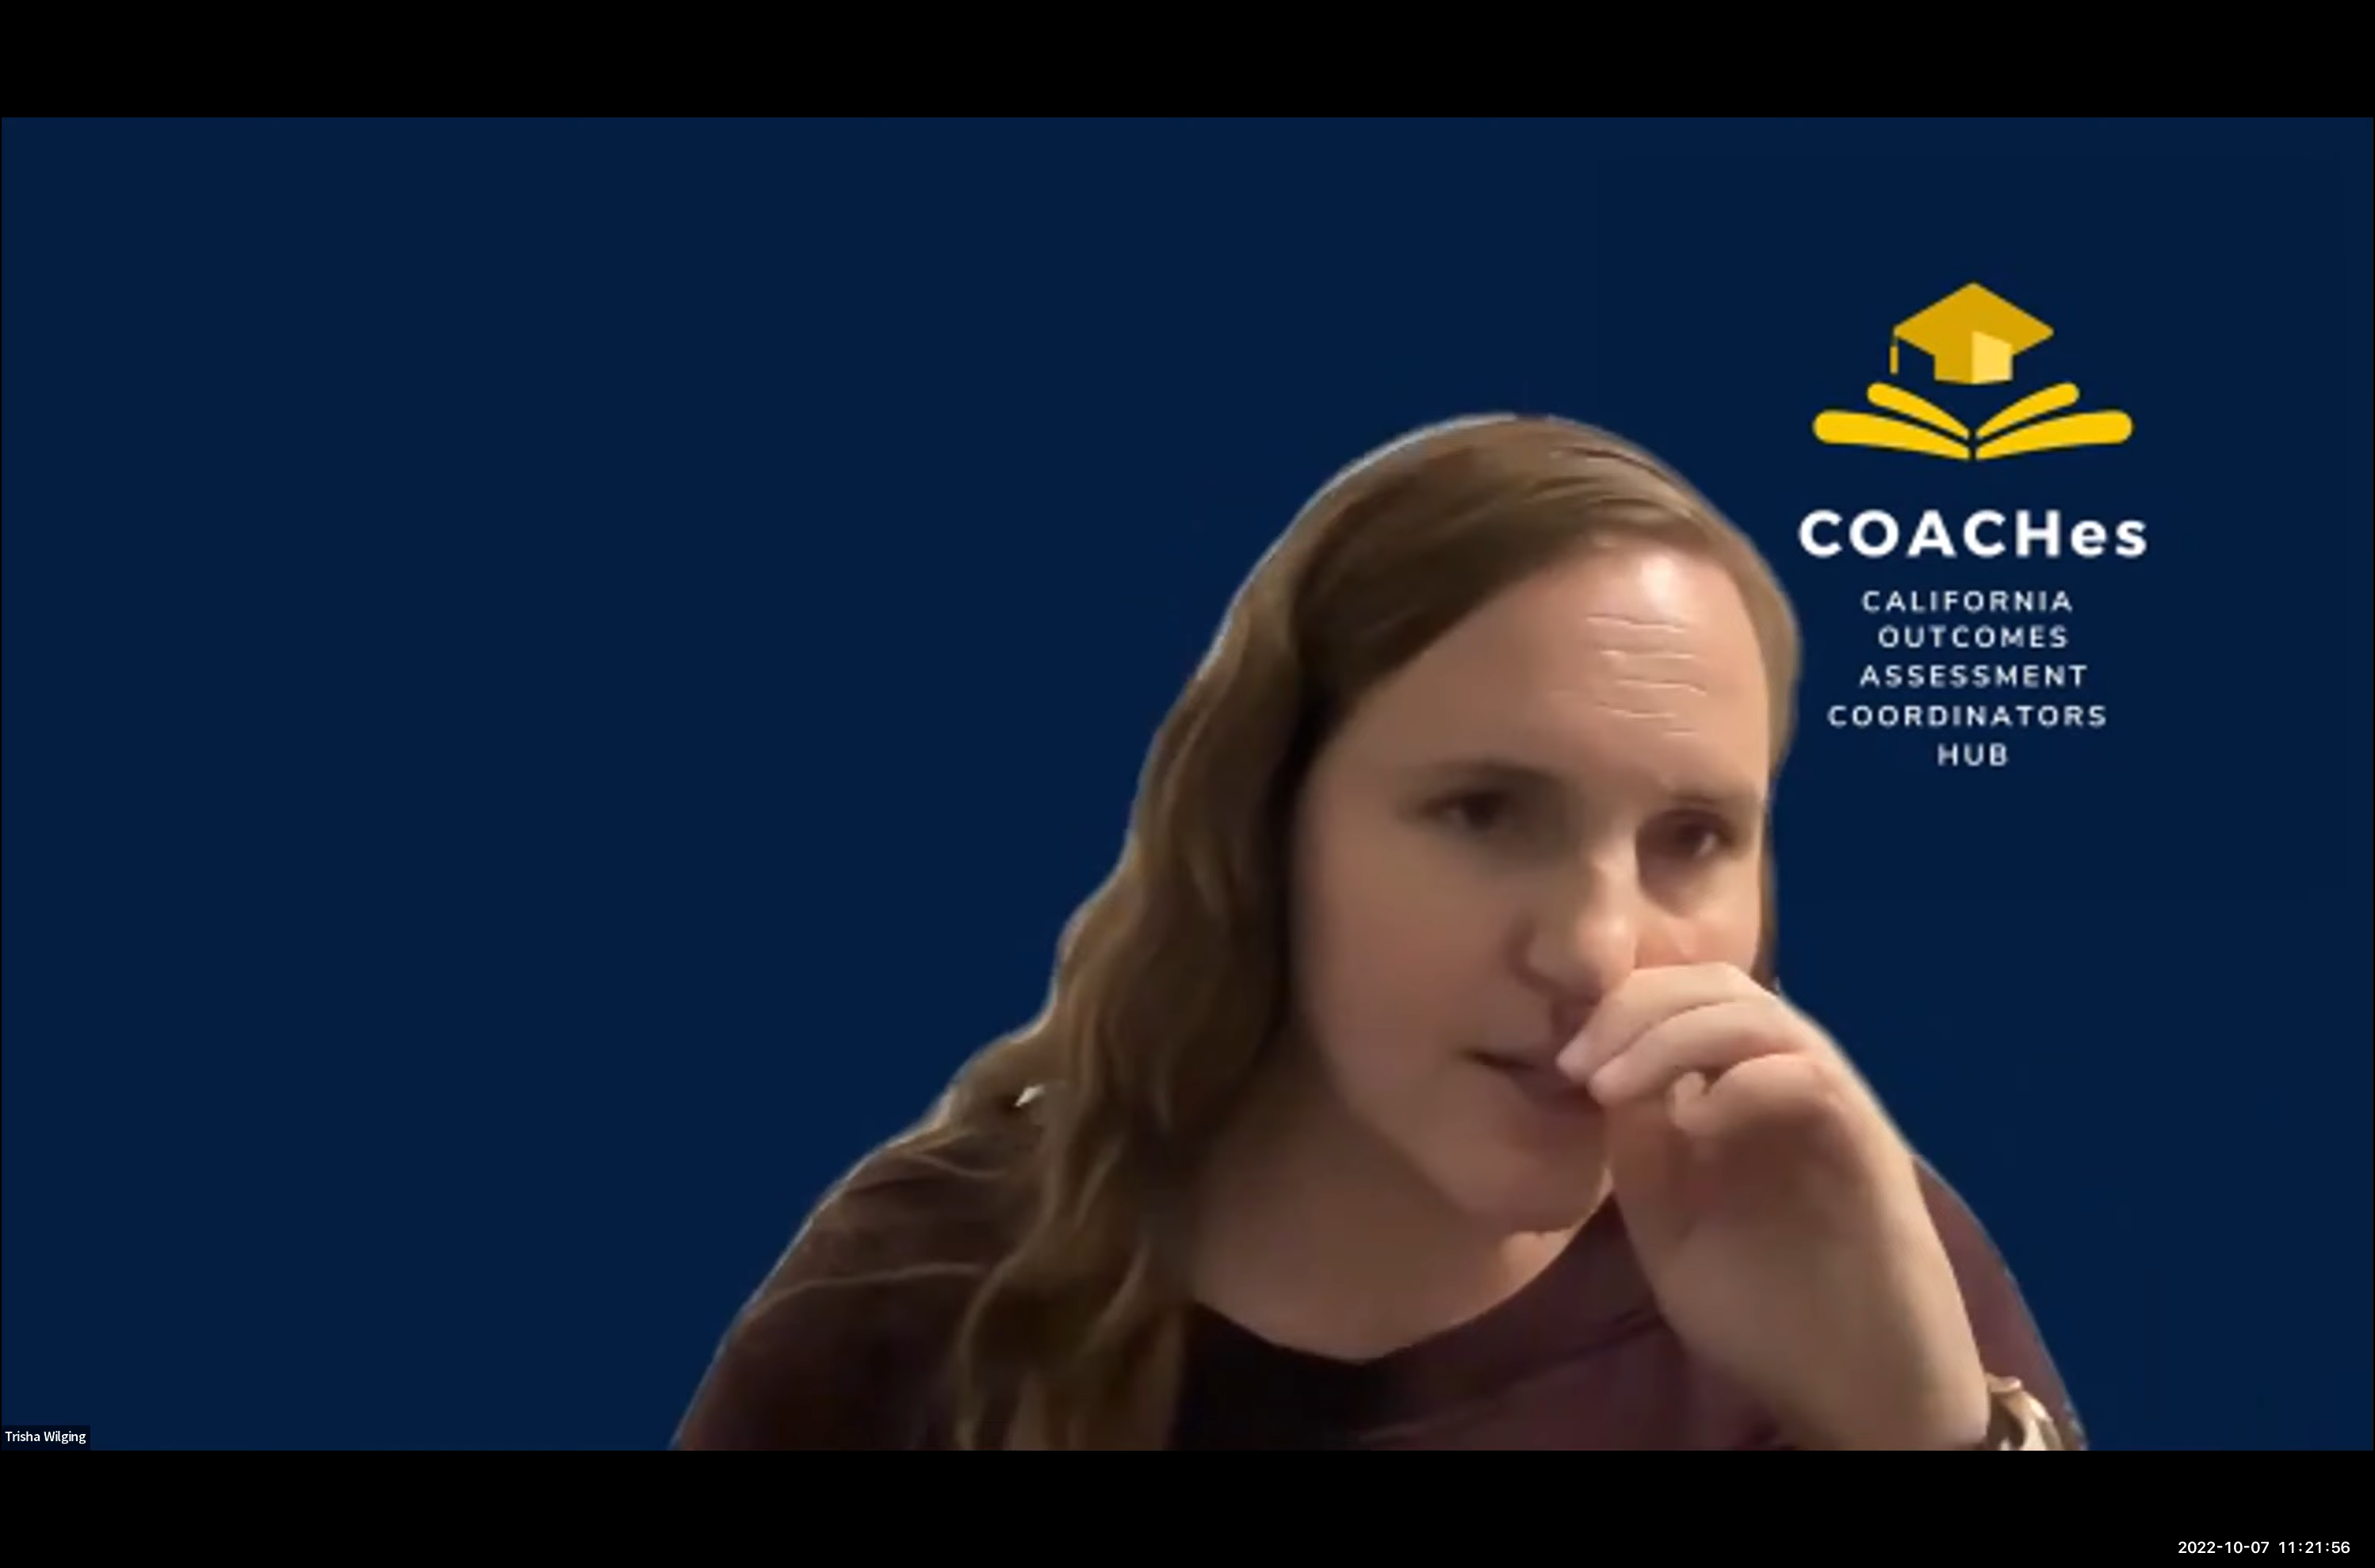 COACHes
CALIFORNIA
OUTCOMES
ASSESSMENT
COORDINATORS
HUB
Trisha Wilging
2022-10-07 11:21:56